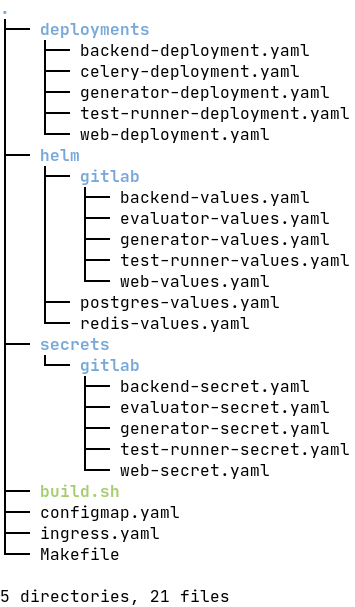 .
deployments
backend-deployment.yaml
celery-deployment.yaml
generator-deployment.yaml
test-runner-deployment.yaml
web-deployment.yaml
helm
gitlab
backend-values.yaml
evaluator-values.yaml
generator-values.yaml
test-runner-values.yaml
web-values.yaml
postgres-values.yaml
redis-values.yaml
secrets
gitlab
backend-secret.yaml
evaluator-secret.yaml
generator-secret.yaml
test-runner-secret.yaml
web-secret.yaml
build.sh
configmap.yaml
ingress.yaml
Makefile
5 directories, 21 files